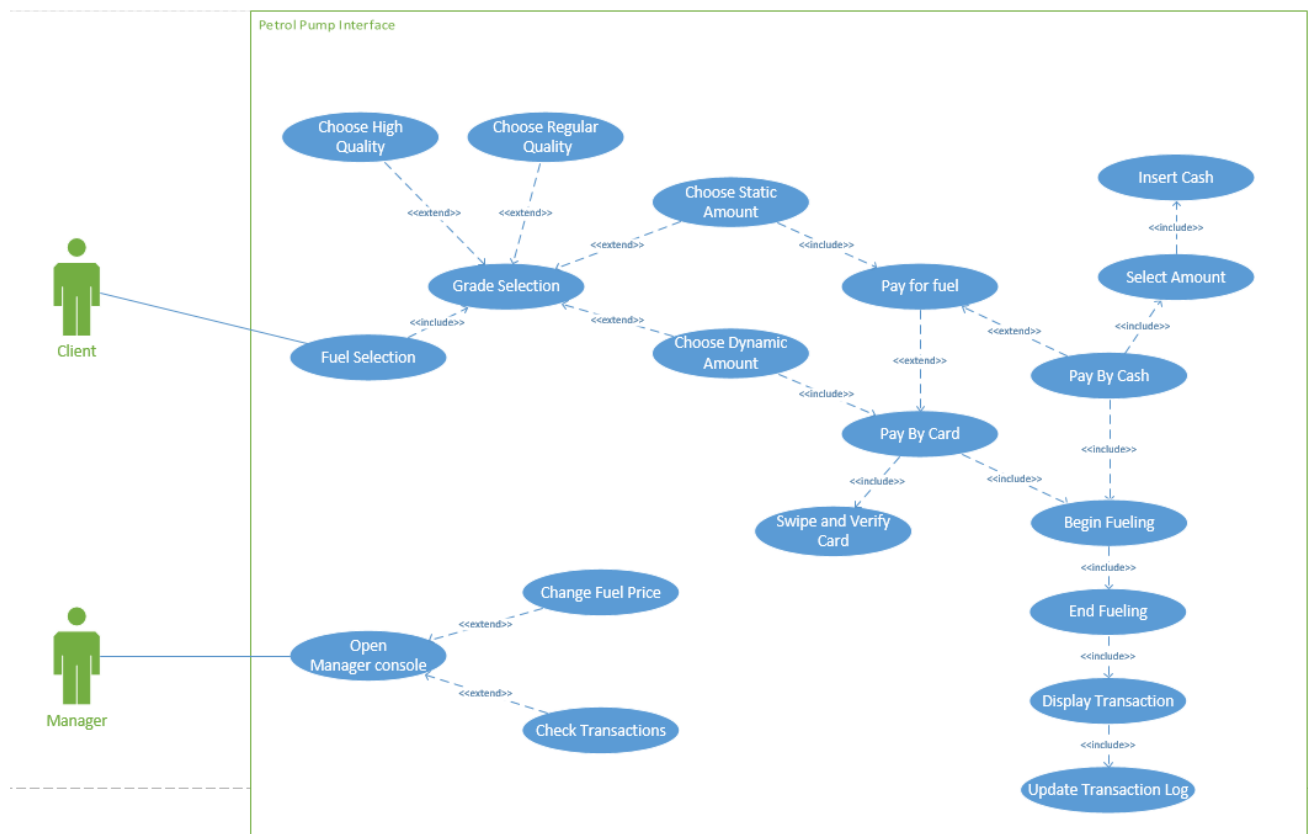 Petrol Pump Interface
Choose High
Quality
Choose Regular
Quality
Choose Static
Amount
Insert Cash
<<extend>>
<<extend>>
<<extend>>
<<include>>
<<include>>
Grade Selection
Pay for fuel
Select Amount
Client
<<include>>
<<extend>>
<<include>>
<<extend>>
Fuel Selection
Choose Dynamic
Amount
<<extend>>
Pay By Cash
<<include>>
Pay By Card
<<include>>
<<include>>
<<include>>
Swipe and Verify
Card
Begin Fueling
<<include>>
Change Fuel Price
End Fueling
<<extend>>
Open
Manager console
<<include>>
<<extend>>
Manager
Check Transactions
Display Transaction
<<include>>
Update Transaction Log